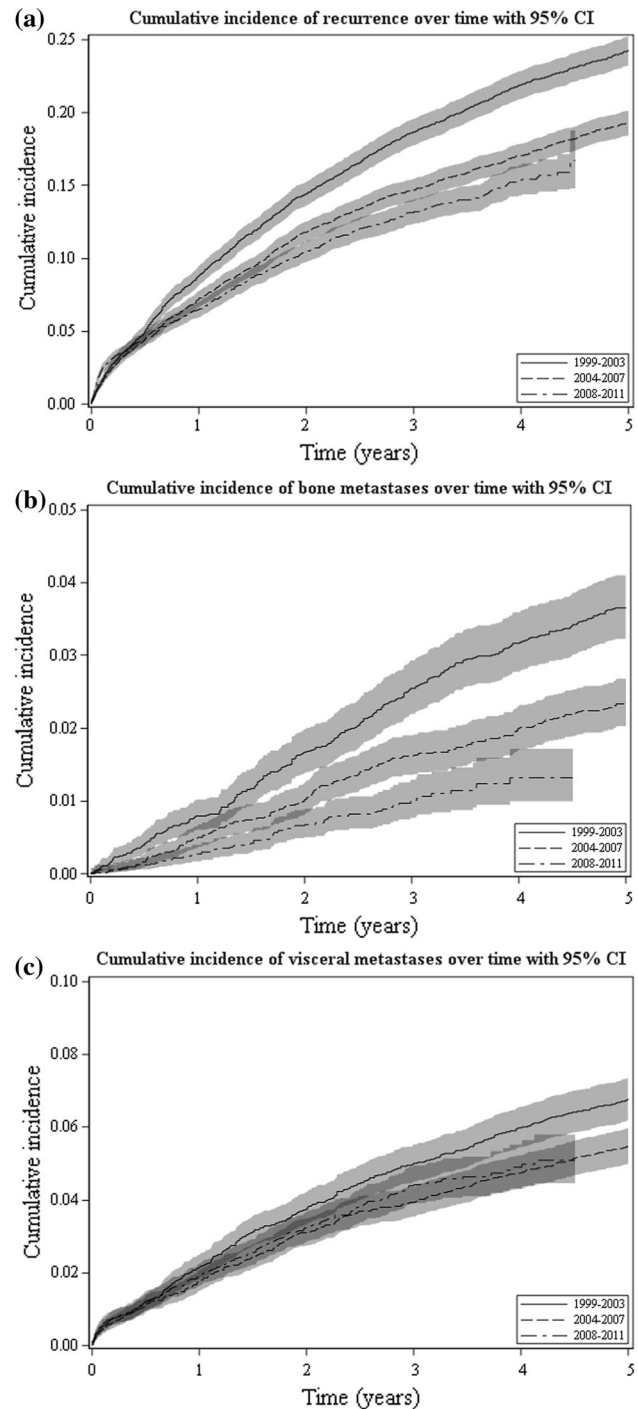 (a)
Cumulative incidence of recurrence over time with 95% CI
Cumulative incidence
0.25
0.20
0.15
0.10
0.05
0.00
1999-2003
2004-2007
2008-2011
0 1 2 3 4 5
Time (years)
(b)
Cumulative incidence of bone metastases over time with 95% CI
Cumulative incidence
0.05
0.04
0.03
0.02
0.01
0.00
1999-2003
2004-2007
2008-2011
0 1 2 3 4 5
Time (years)
(c)
Cumulative incidence of visceral metastases over time with 95% CI
Cumulative incidence
0.10
0.08
0.06
0.04
0.02
0.00
1999-2003
2004-2007
2008-2011
0 1 2 3 4 5
Time (years)